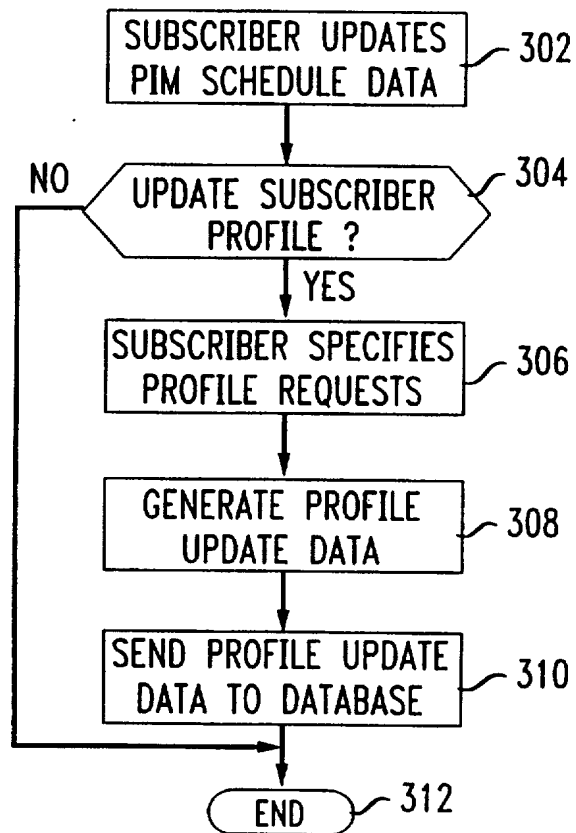 SUBSCRIBER UPDATES
PIM SCHEDULE DATA
302
NO
UPDATE SUBSCRIBER
PROFILE ?
304
YES
SUBSCRIBER SPECIFIES
PROFILE REQUESTS
306
GENERATE PROFILE
UPDATE DATA
308
SEND PROFILE UPDATE
DATA TO DATABASE
310
END
312